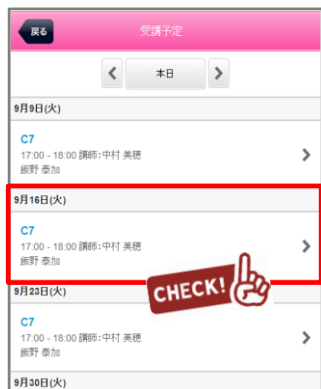 戻る
受講予定
本日
9月9日(火)
C7
17:00 - 18:00 講師:中村 美穂
飯野 泰加
9月16日(火)
C7
17:00 - 18:00 講師:中村 美穂
飯野 泰加
CHECK!
9月23日(火)
C7
17:00 - 18:00 講師:中村 美穂
飯野 泰加
9月30日(火)